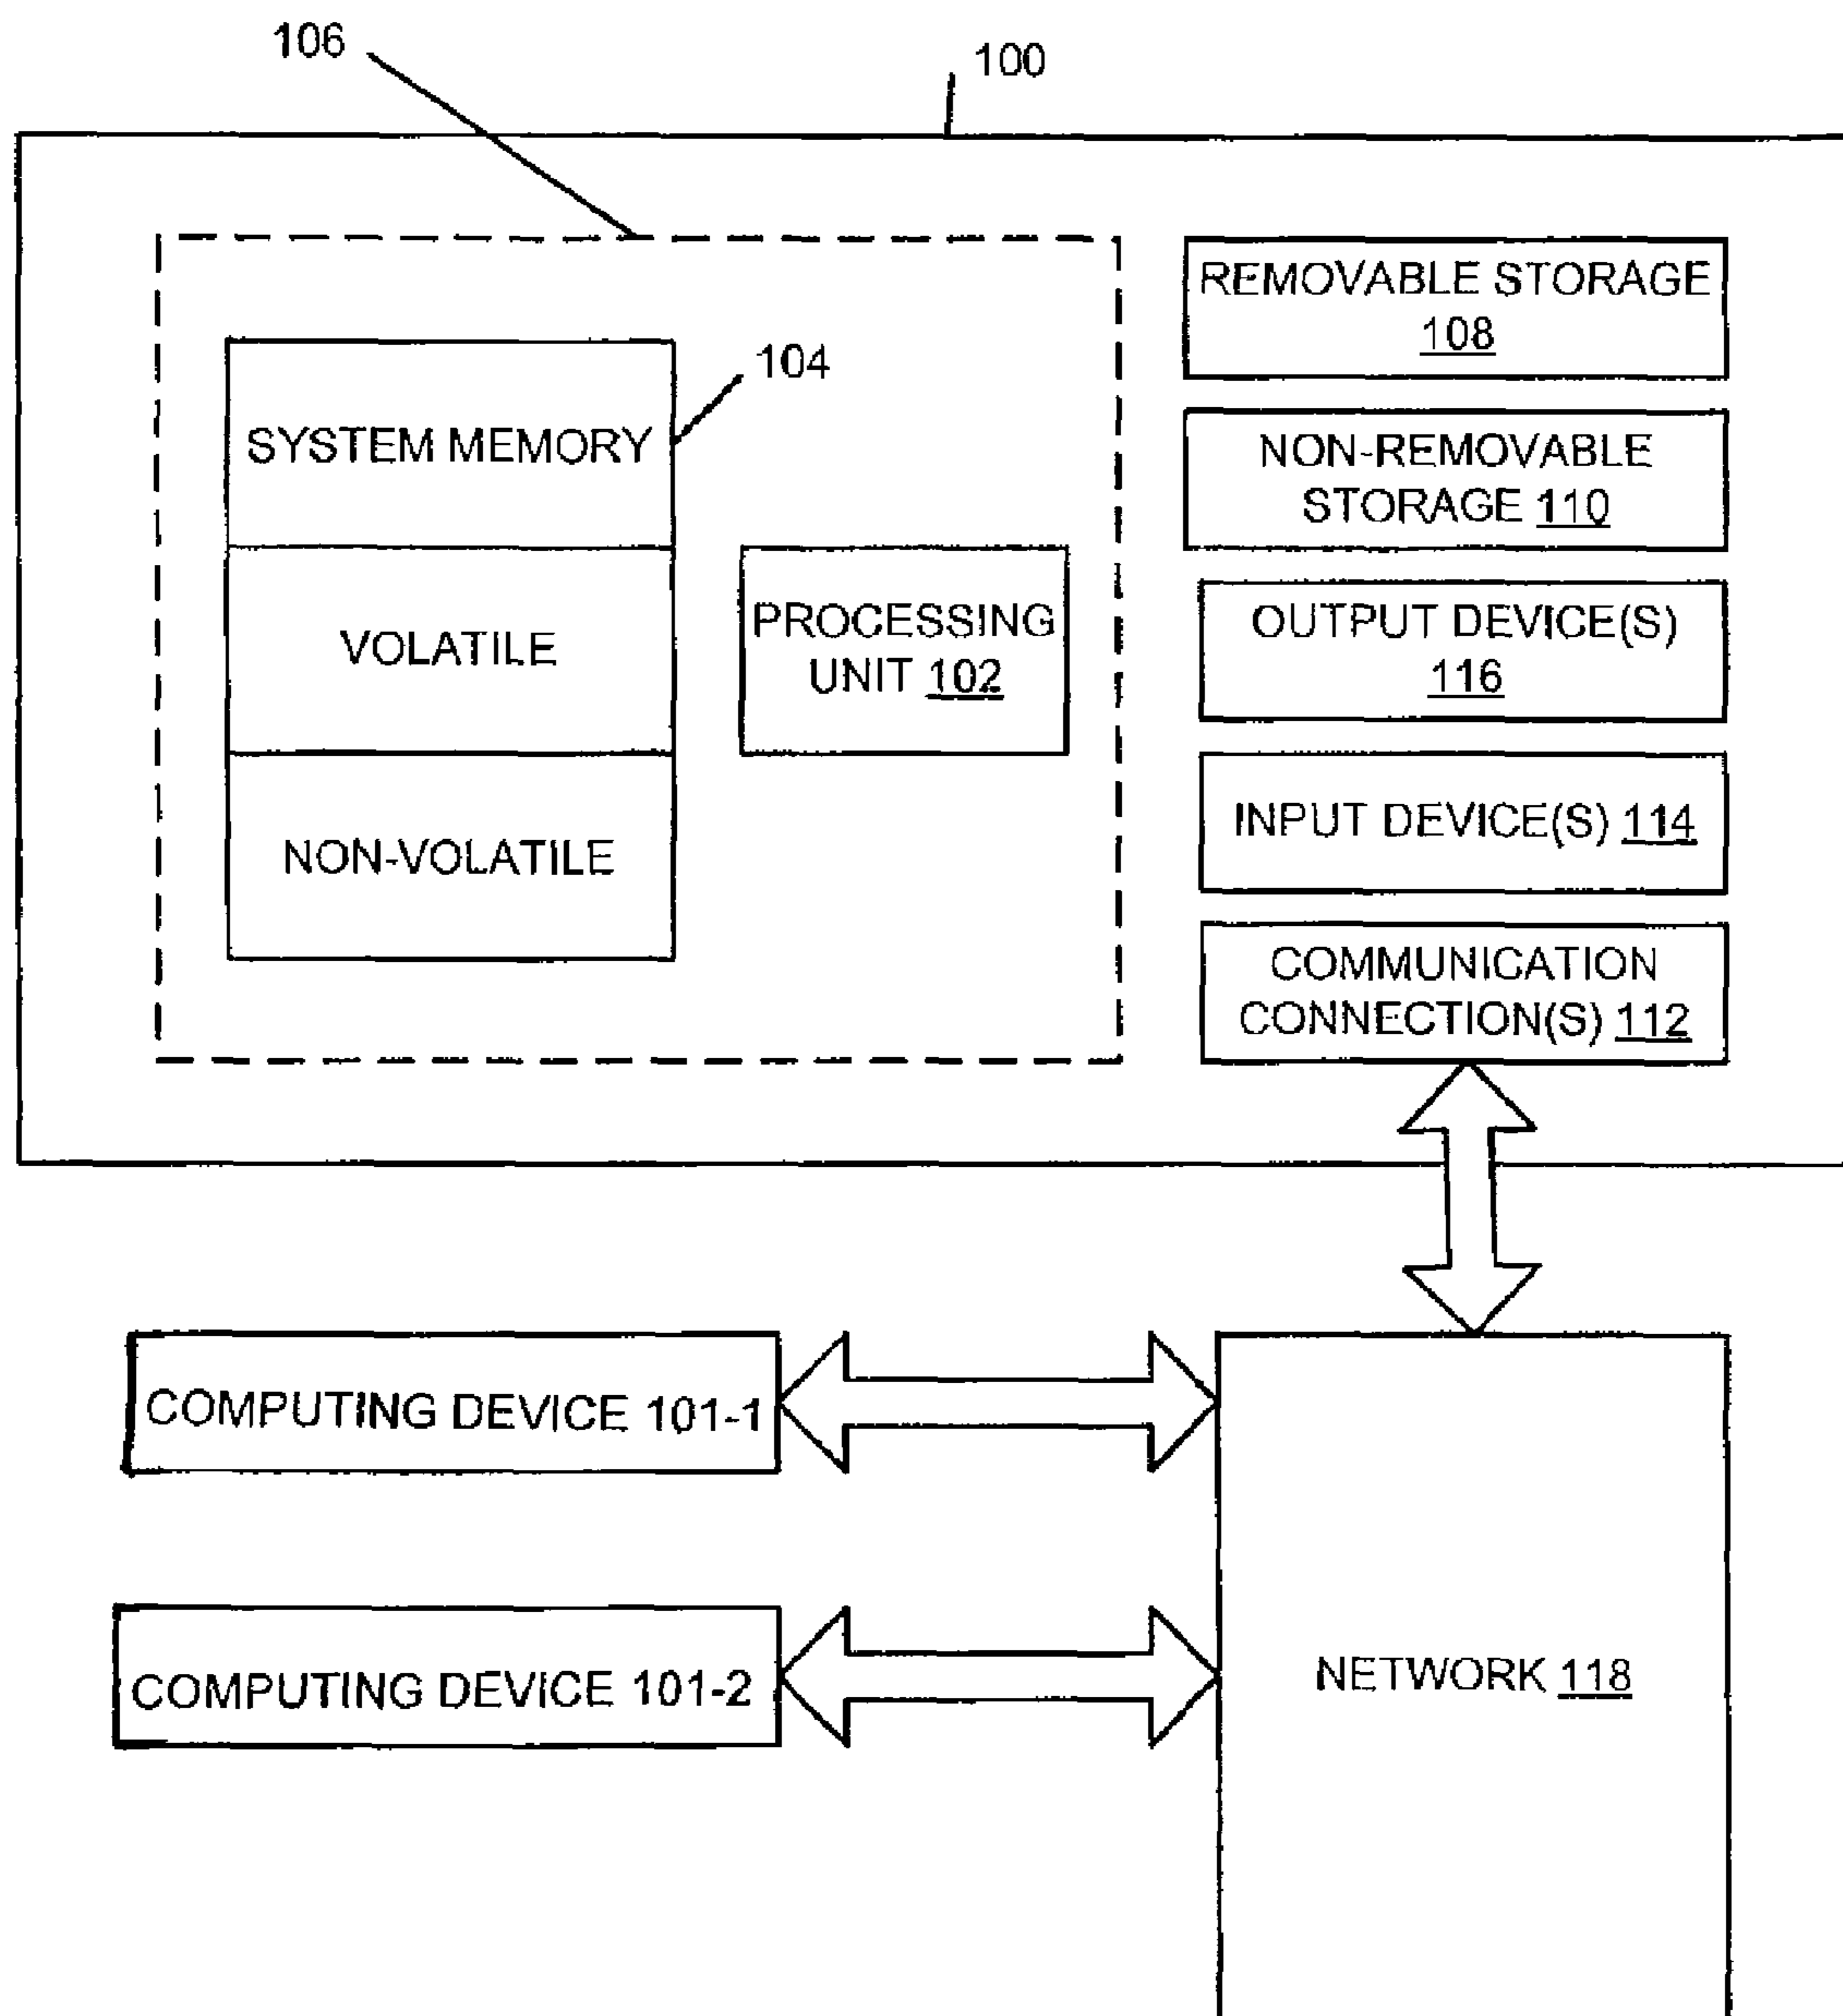 106
100
REMOVABLE STORAGE
108
104
SYSTEM MEMORY
NON-REMOVABLE
STORAGE 110
VOLATILE
PROCESSING
UNIT 102
OUTPUT DEVICE(S)
116
NON-VOLATILE
INPUT DEVICE(S) 114
COMMUNICATION
CONNECTION(S) 112
COMPUTING DEVICE 101-1
COMPUTING DEVICE 101-2
NETWORK 118